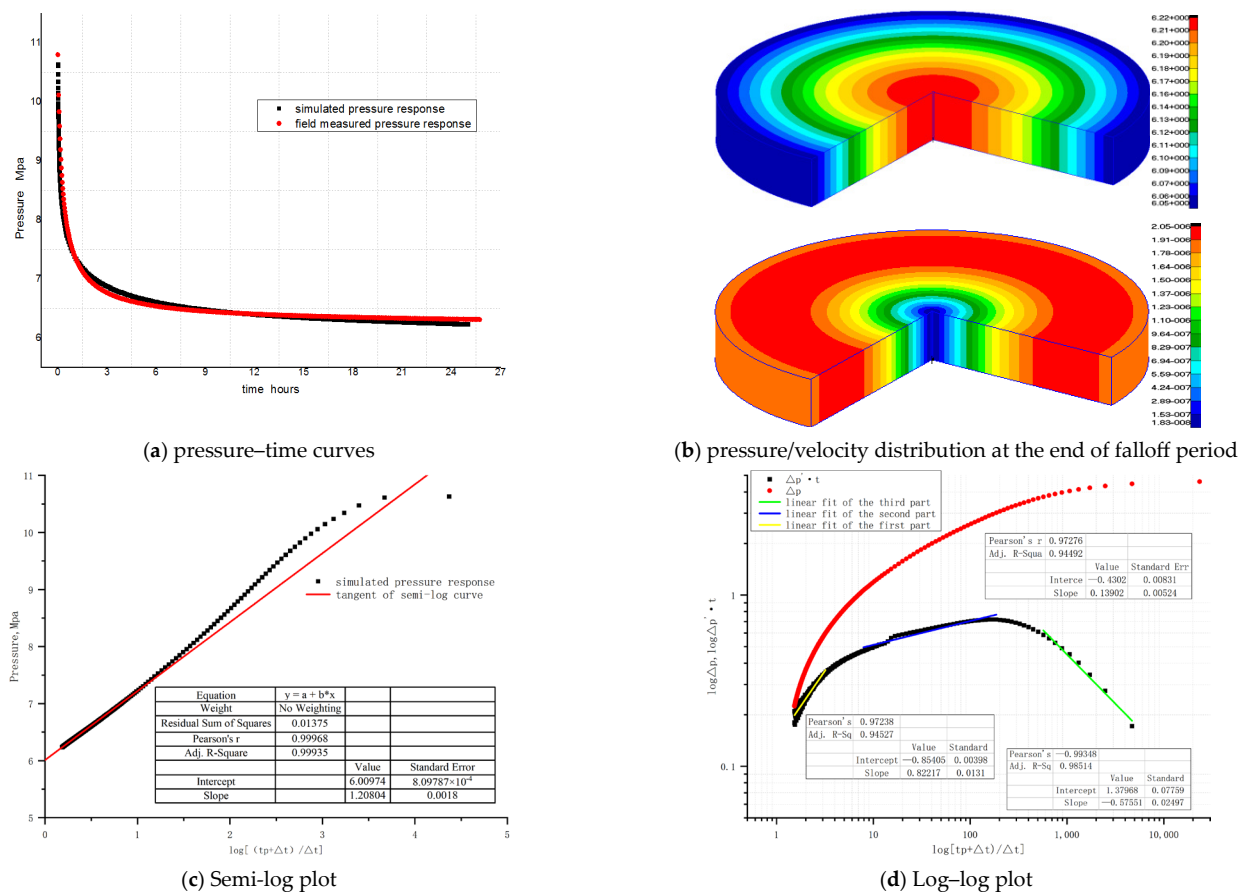 11
10
9
8
7
6
Pressure Mpa
simulated pressure response
field measured pressure response
0 3 6 9 12 15 18 21 24 25 27
time hours
(a) pressure–time curves
6.22+000
6.21+000
6.20+000
6.19+000
6.18+000
6.17+000
6.16+000
6.14+000
6.13+000
6.12+000
6.10+000
6.08+000
6.06+000
6.05+000
2.05-006
1.91-006
1.78-006
1.64-006
1.50-006
1.37-006
1.23-006
1.10-006
9.64-007
8.29-007
6.94-007
5.59-007
4.24-007
2.89-007
1.53-007
1.83-008
(b) pressure/velocity distribution at the end of falloff period
11
10
9
8
7
6
5
Pressure,Mpa
simulated pressure response
tangent of semi-log curve
Equation y = a + b*x
Weight No Weighting
Residual Sum of Squares 0.01375
Pearson's r 0.99968
Adj. R-Square 0.99935
Value Standard Error
Intercept 6.00974 8.09787×10⁻⁴
Slope 1.20804 0.0018
0 1 2 3 4 5
log[ (tp+△t) /△t]
(c) Semi-log plot
△p'·t
△p
linear fit of the third part
linear fit of the second part
linear fit of the first part
Pearson's r 0.97276
Adj. R-Squa 0.94492
Value Standard Err
Interce −0.4302 0.00831
Slope 0.13902 0.00524
1
0.1
log△p, log△p'·t
Pearson's 0.97238
Adj. R-Sq 0.94527
Value Standard
Intercept −0.85405 0.00398
Slope 0.82217 0.0131
Pearson's −0.99348
Adj. R-Sq 0.98514
Value Standard
Intercept 1.37968 0.07759
Slope −0.57551 0.02497
1 10 100 1,000 10,000
log[tp+△t)/△t]
(d) Log–log plot